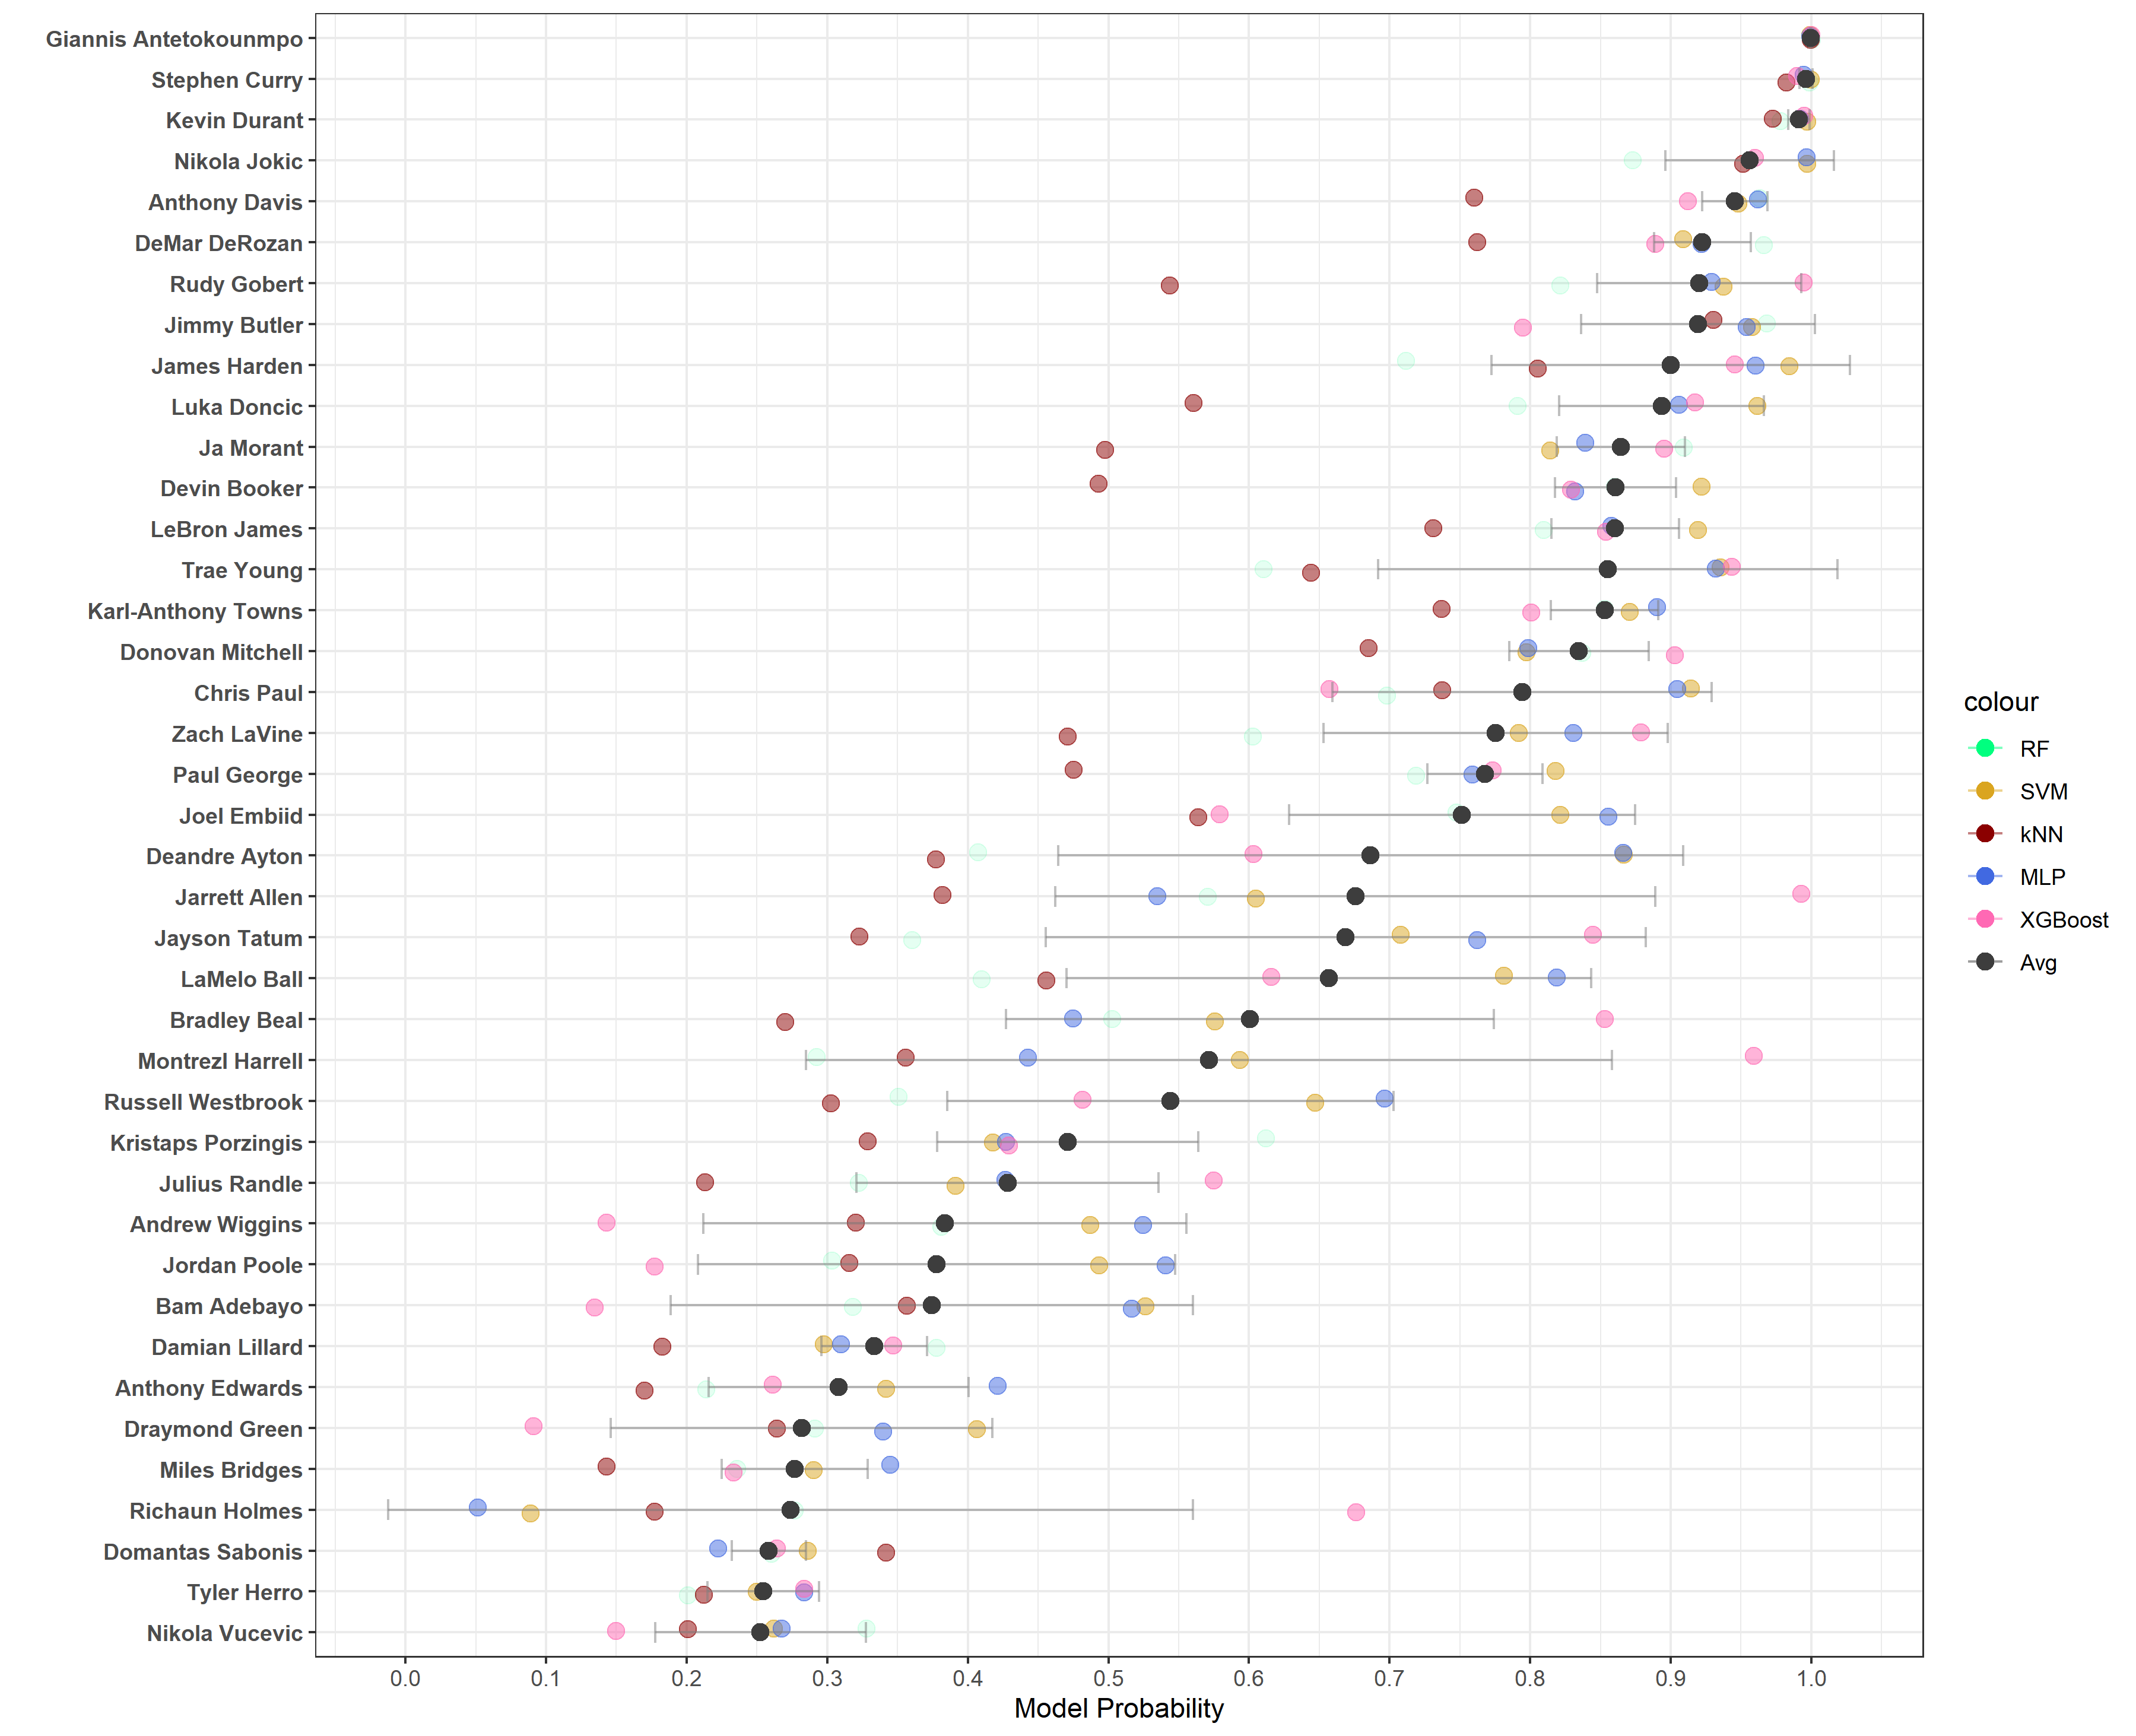 Giannis Antetokounmpo
Stephen Curry
Kevin Durant
Nikola Jokic
Anthony Davis
DeMar DeRozan
Rudy Gobert
Jimmy Butler
James Harden
Luka Doncic
Ja Morant
Devin Booker
LeBron James
Trae Young
Karl-Anthony Towns
Donovan Mitchell
Chris Paul
Zach LaVine
Paul George
Joel Embiid
Deandre Ayton
Jarrett Allen
Jayson Tatum
LaMelo Ball
Bradley Beal
Montrezl Harrell
Russell Westbrook
Kristaps Porzingis
Julius Randle
Andrew Wiggins
Jordan Poole
Bam Adebayo
Damian Lillard
Anthony Edwards
Draymond Green
Miles Bridges
Richaun Holmes
Domantas Sabonis
Tyler Herro
Nikola Vucevic
0.0 0.1 0.2 0.3 0.4 0.5 0.6 0.7 0.8 0.9 1.0
Model Probability
colour
RF
SVM
kNN
MLP
XGBoost
Avg